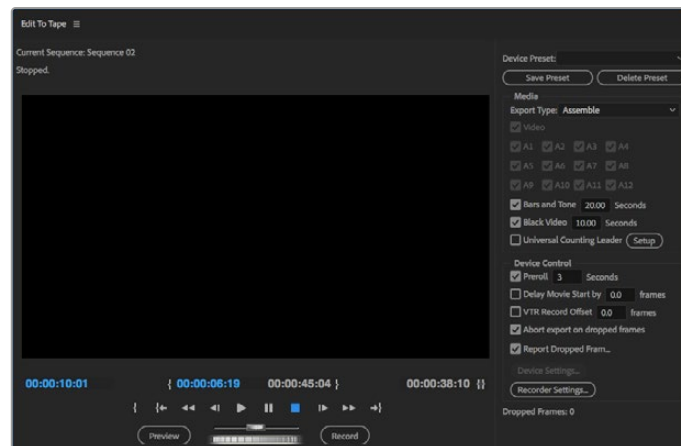 Edit To Tape
Current Sequence: Sequence 02
Stopped.
Device Preset:
Save Preset Delete Preset
Media
Export Type: Assemble
Video
A1 A2 A3 A4
A5 A6 A7 A8
A9 A10 A11 A12
Bars and Tone 20.00 Seconds
Black Video 10.00 Seconds
Universal Counting Leader Setup
Device Control
Preroll 3 Seconds
Delay Movie Start by 0.0 frames
VTR Record Offset 0.0 frames
Abort export on dropped frames
Report Dropped Fram...
Device Settings...
Recorder Settings...
Dropped Frames: 0
00:00:10:01 { 00:00:06:19 00:00:45:04 } 00:00:38:10 {}
Preview Record